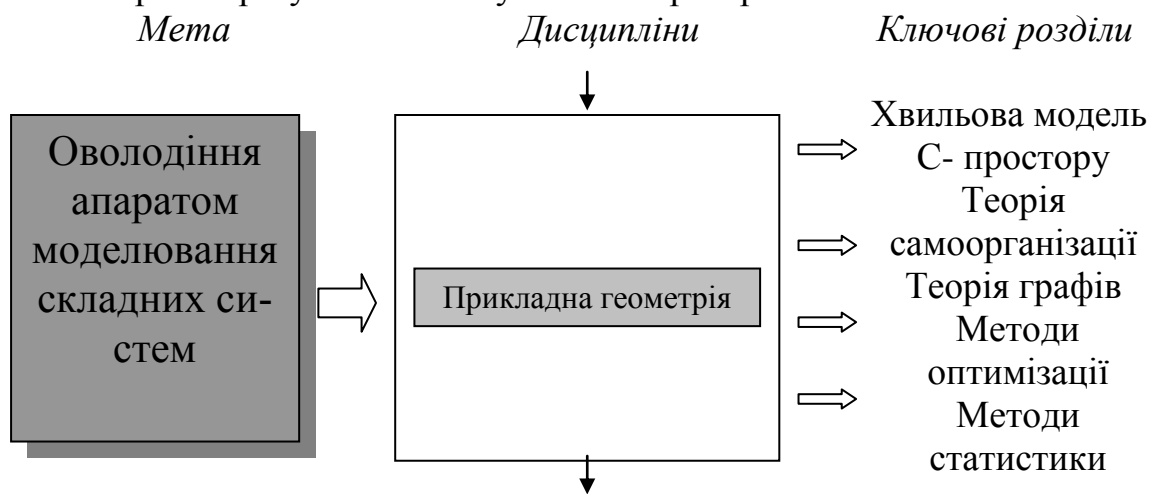 Мета Дисципліни Ключові розділи
Оволодіння
апаратом
моделювання
складних си-
стем
Прикладна геометрія
Хвильова модель
С- простору
Теорія
самоорганізації
Теорія графів
Методи
оптимізації
Методи
статистики